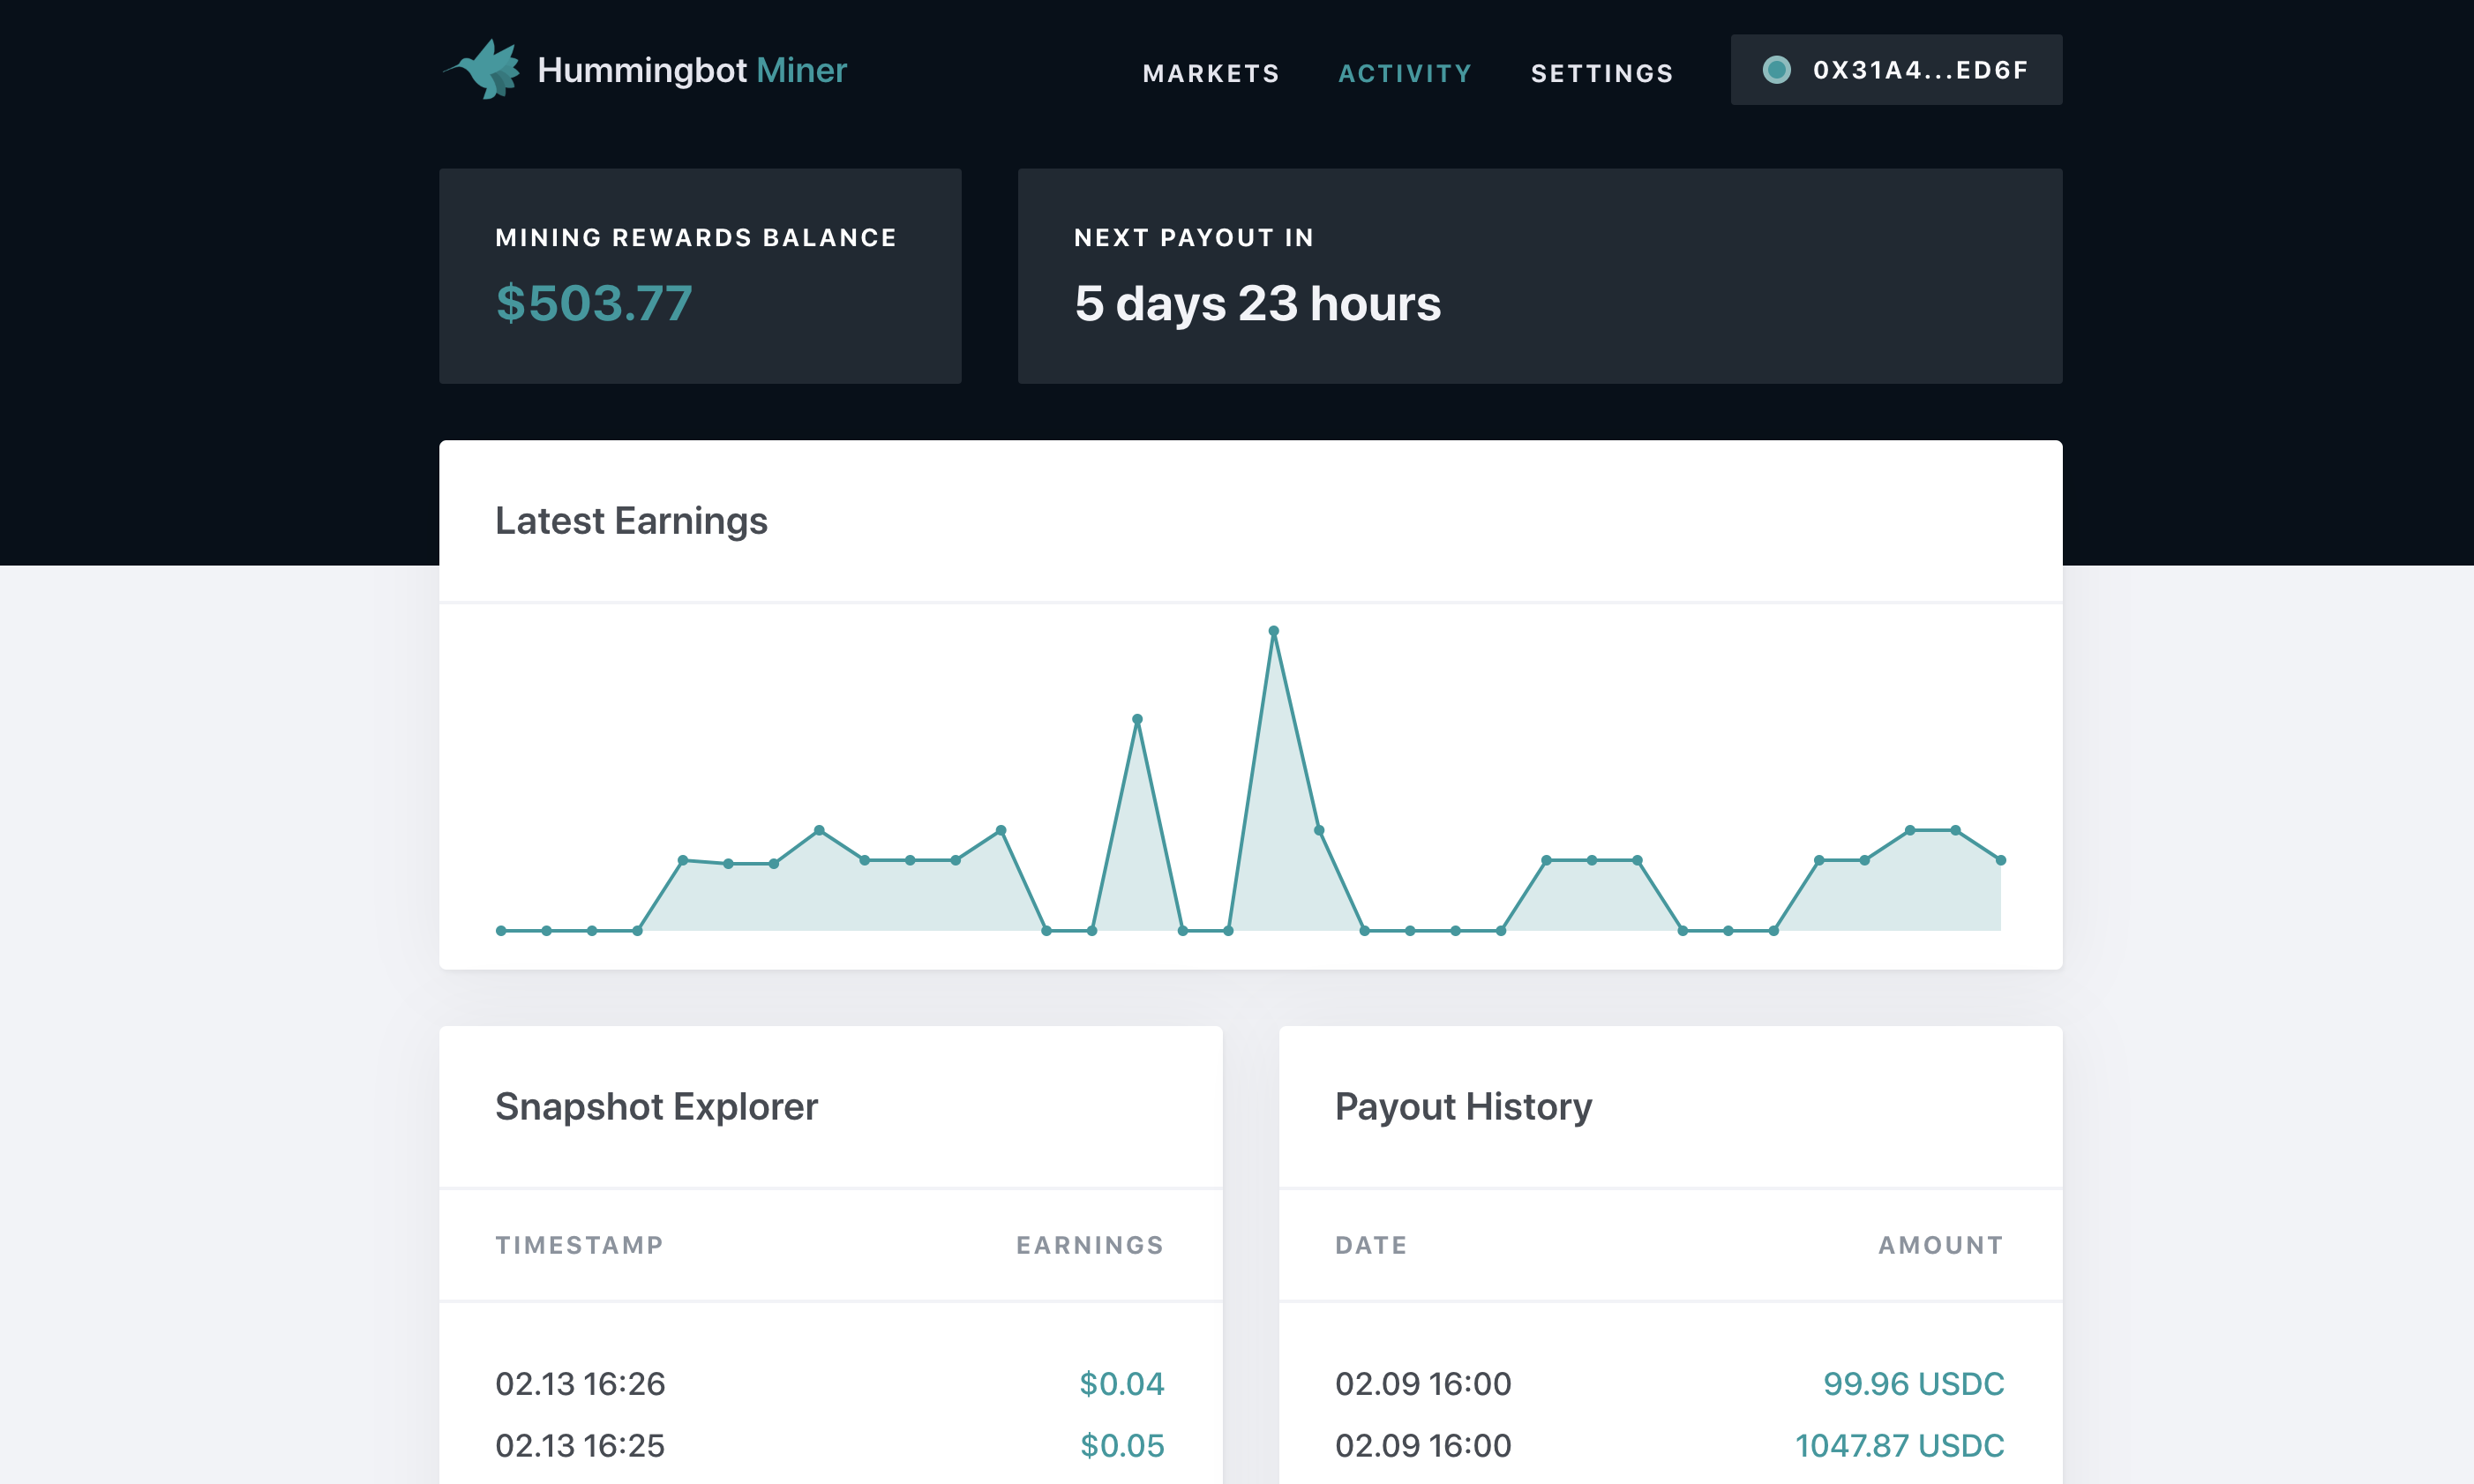 Hummingbot Miner
MARKETS
ACTIVITY
SETTINGS
0X31A4...ED6F
MINING REWARDS BALANCE
$503.77
NEXT PAYOUT IN
5 days 23 hours
Latest Earnings
Snapshot Explorer
TIMESTAMP EARNINGS
02.13 16:26 $0.04
02.13 16:25 $0.05
Payout History
DATE AMOUNT
02.09 16:00 99.96 USDC
02.09 16:00 1047.87 USDC